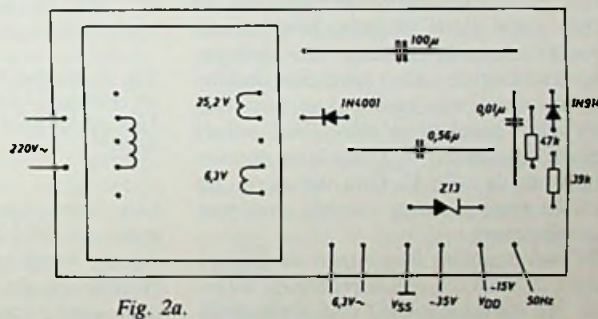 100µ
25,2 V
1N4001
0,01µ
1N914
47k
220V~
0,56µ
6,3V
39k
Z13
6,3V~
VSS
-35V
VDD
-15V
50Hz
Fig. 2a.